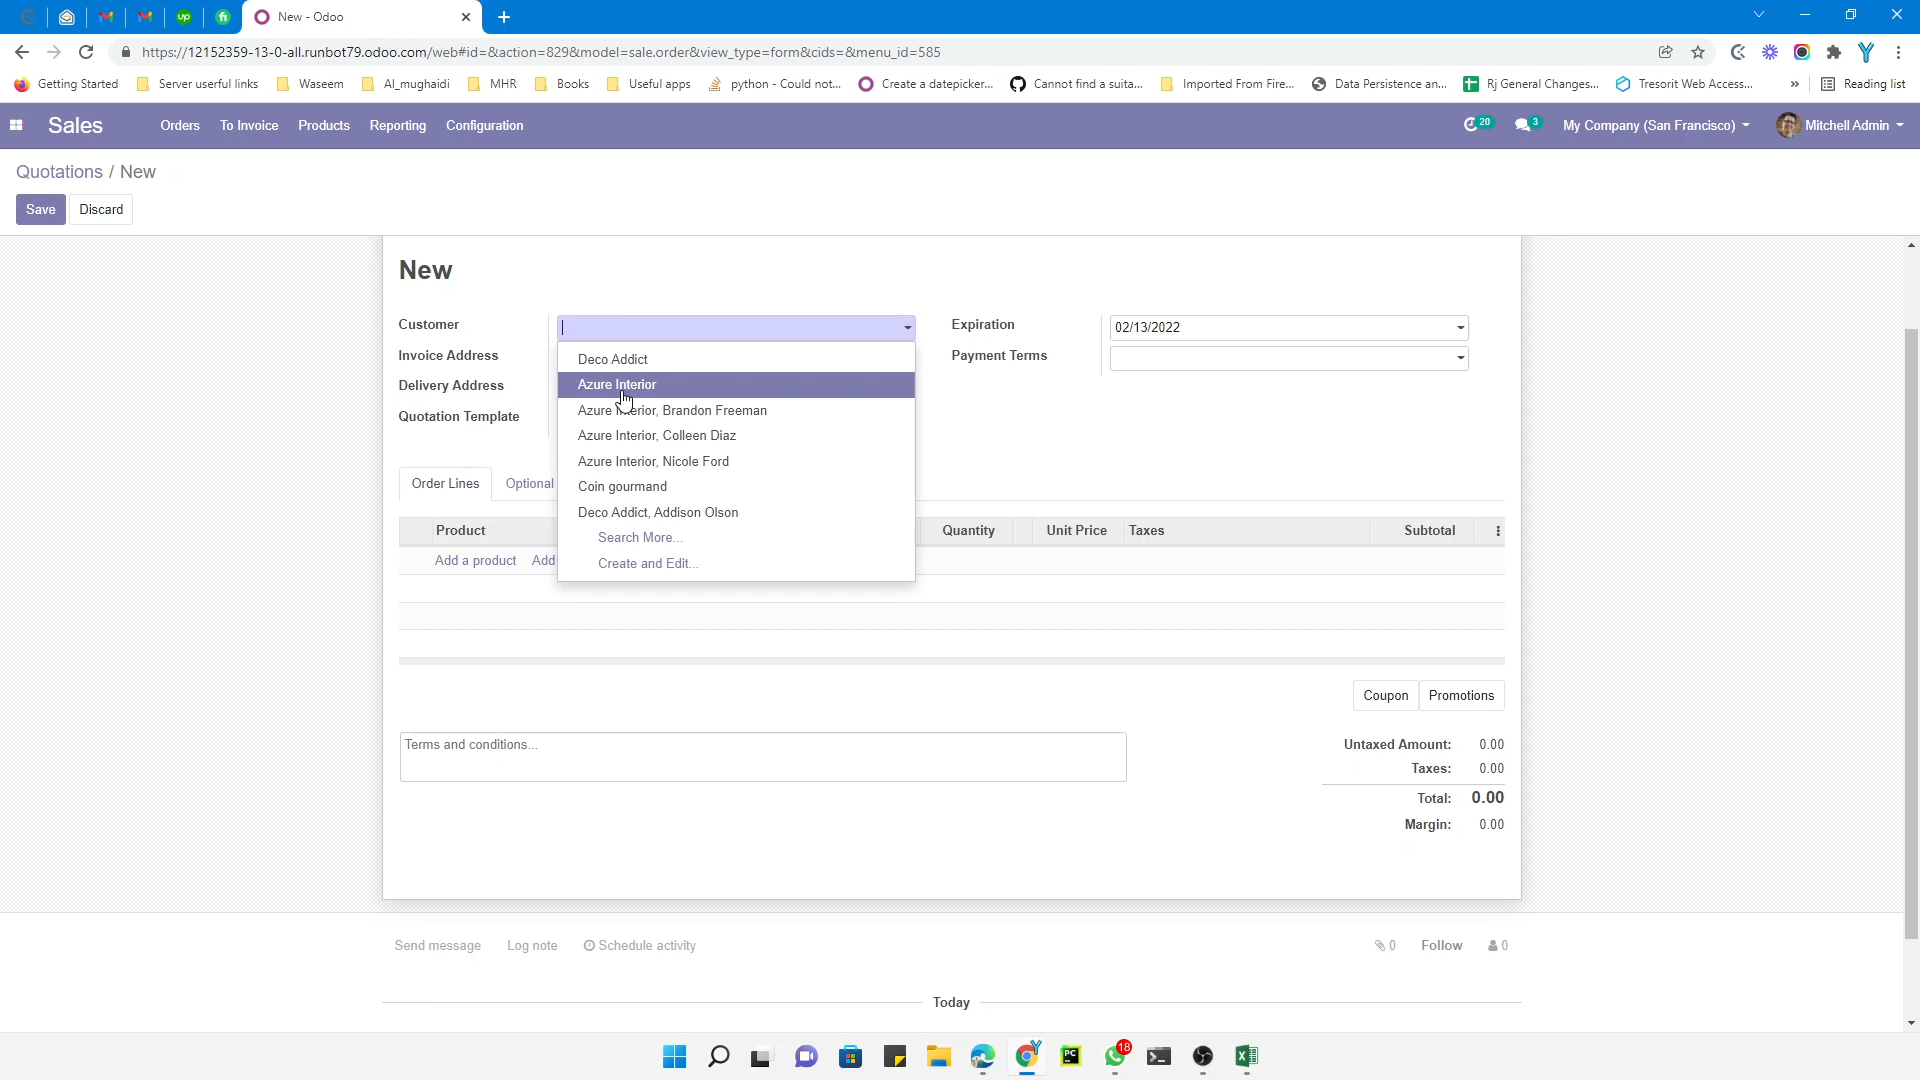 New - Odoo
https://12152359-13-0-all.runbot79.odoo.com/web#id=&action=829&model=sale.order&view_type=form&cids=&menu_id=585
Getting Started Server userful links Waseem Al_mughaidi MHR Books Useful apps python - Could not... Create a datepicker... Cannot find a suita... Imported From Fire... Data Persistence an... Rj General Changes... Tresorit Web Access... » Reading list
Sales Orders To Invoice Products Reporting Configuration 20 3 My Company (San Francisco) Mitchell Admin
Quotations / New
Save Discard
New
Customer Expiration 02/13/2022
Invoice Address Deco Addict Payment Terms
Delivery Address Azure Interior
Quotation Template Azure Interior, Brandon Freeman
Azure Interior, Colleen Diaz
Azure Interior, Nicole Ford
Order Lines Optional Coin gourmand
Deco Addict, Addison Olson
Product Search More... Quantity Unit Price Taxes Subtotal
Add a product Add Create and Edit...
Coupon Promotions
Terms and conditions... Untaxed Amount: 0.00
Taxes: 0.00
Total: 0.00
Margin: 0.00
Send message Log note Schedule activity 0 Follow 0
Today
PC 18